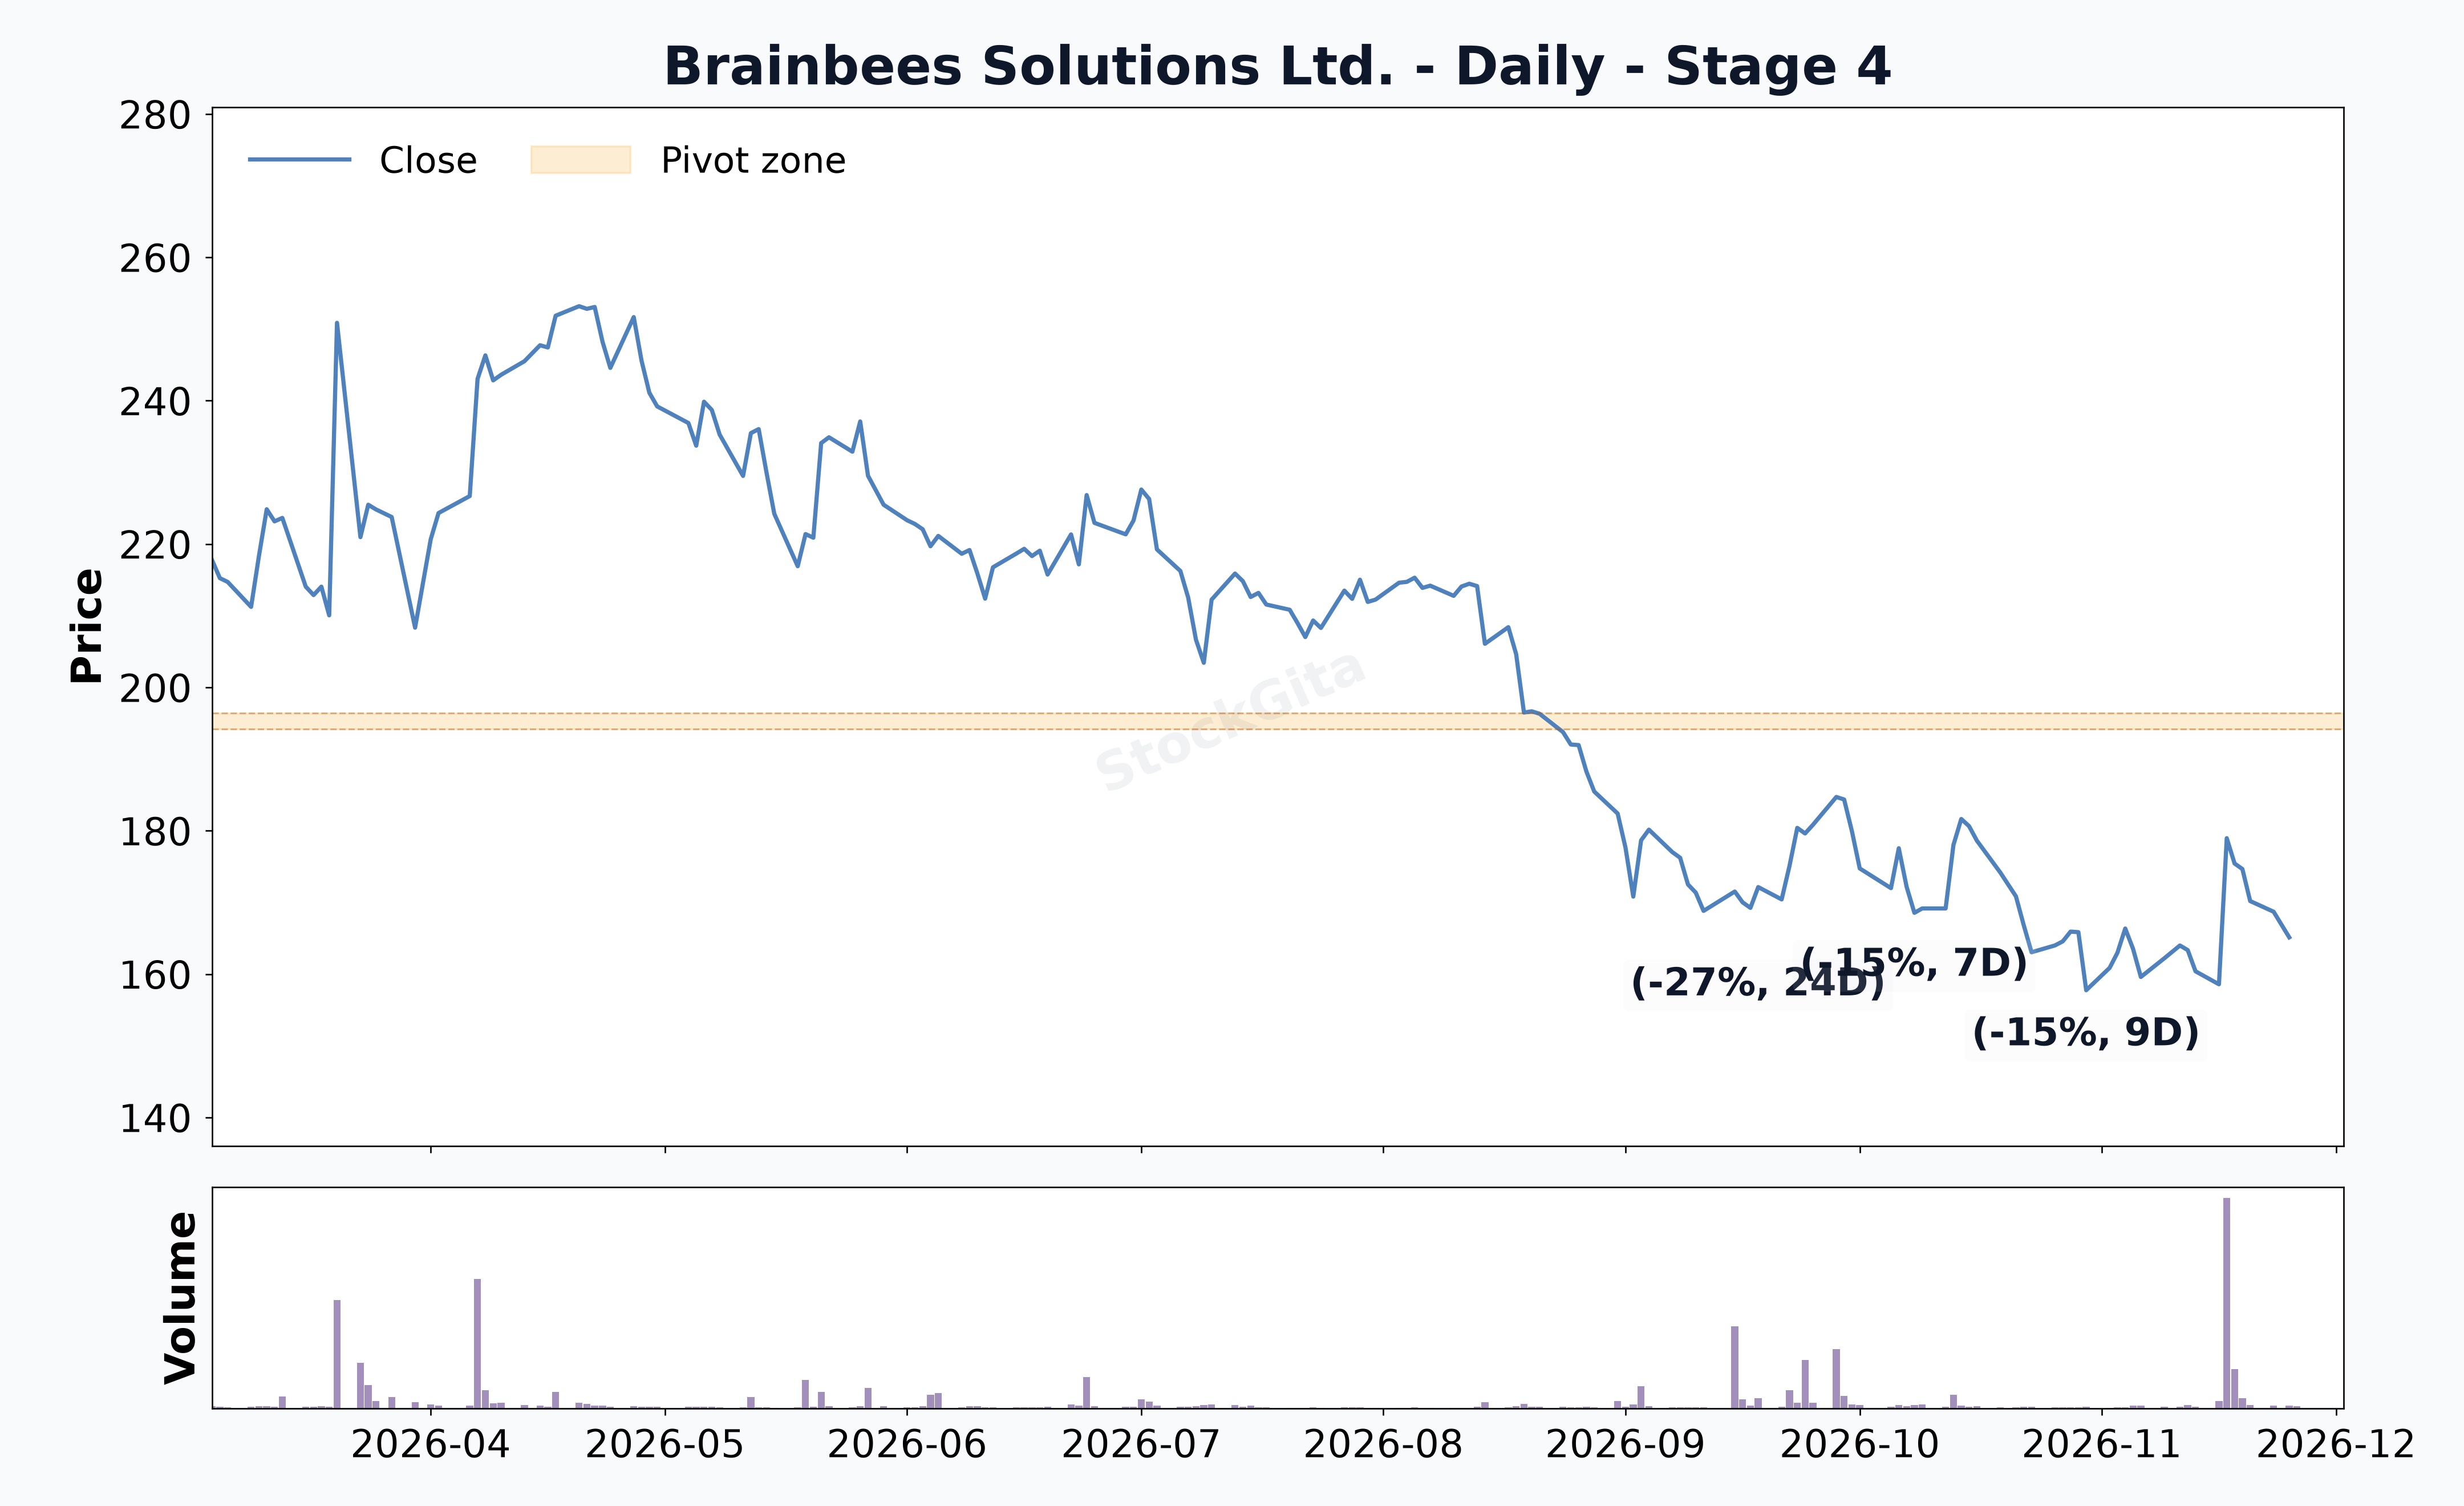 Brainbees Solutions Ltd. - Daily - Stage 4
Close
Pivot zone
Price
280
260
240
220
200
180
160
140
StockGita
(-15%, 7D)
(-27%, 24D)
(-15%, 9D)
Volume
2026-04
2026-05
2026-06
2026-07
2026-08
2026-09
2026-10
2026-11
2026-12